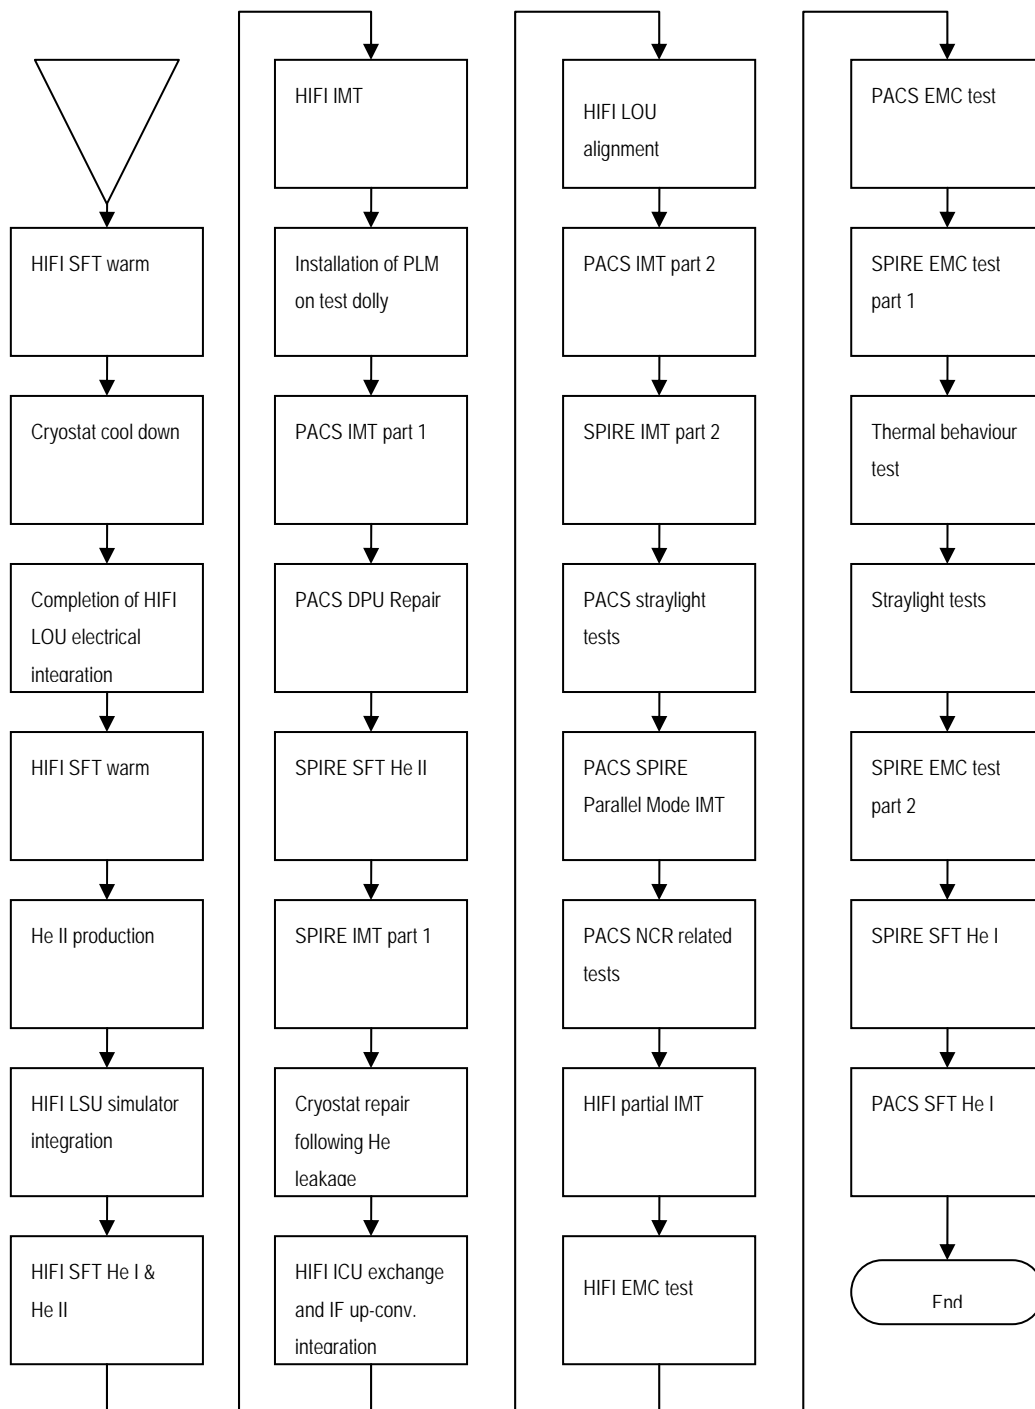 HIFI SFT warm
Cryostat cool down
Completion of HIFI
LOU electrical
integration
HIFI SFT warm
He II production
HIFI LSU simulator
integration
HIFI SFT He I &
He II
HIFI IMT
Installation of PLM
on test dolly
PACS IMT part 1
PACS DPU Repair
SPIRE SFT He II
SPIRE IMT part 1
Cryostat repair
following He
leakage
HIFI ICU exchange
and IF up-conv.
integration
HIFI LOU
alignment
PACS IMT part 2
SPIRE IMT part 2
PACS straylight
tests
PACS SPIRE
Parallel Mode IMT
PACS NCR related
tests
HIFI partial IMT
HIFI EMC test
PACS EMC test
SPIRE EMC test
part 1
Thermal behaviour
test
Straylight tests
SPIRE EMC test
part 2
SPIRE SFT He I
PACS SFT He I
End